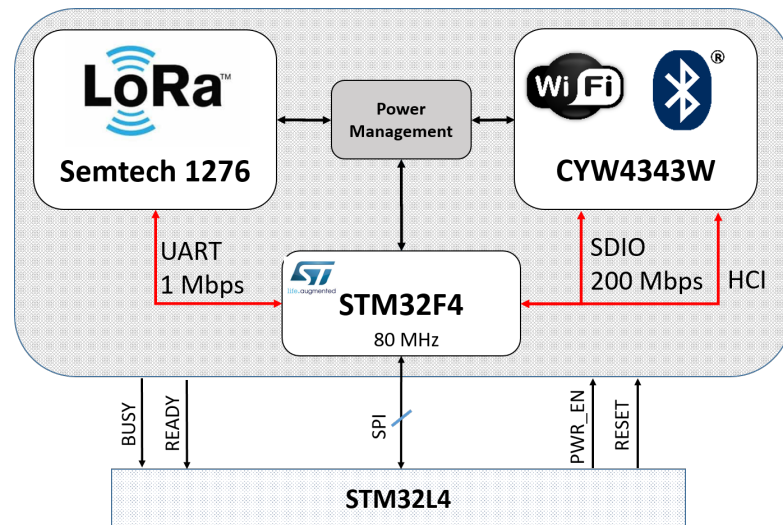 LoRa™
Semtech 1276
Power
Management
Wi Fi
®
CYW4343W
UART
1 Mbps
SDIO
200 Mbps
HCI
ST
life.augmented
STM32F4
80 MHz
BUSY
READY
SPI
PWR_EN
RESET
STM32L4